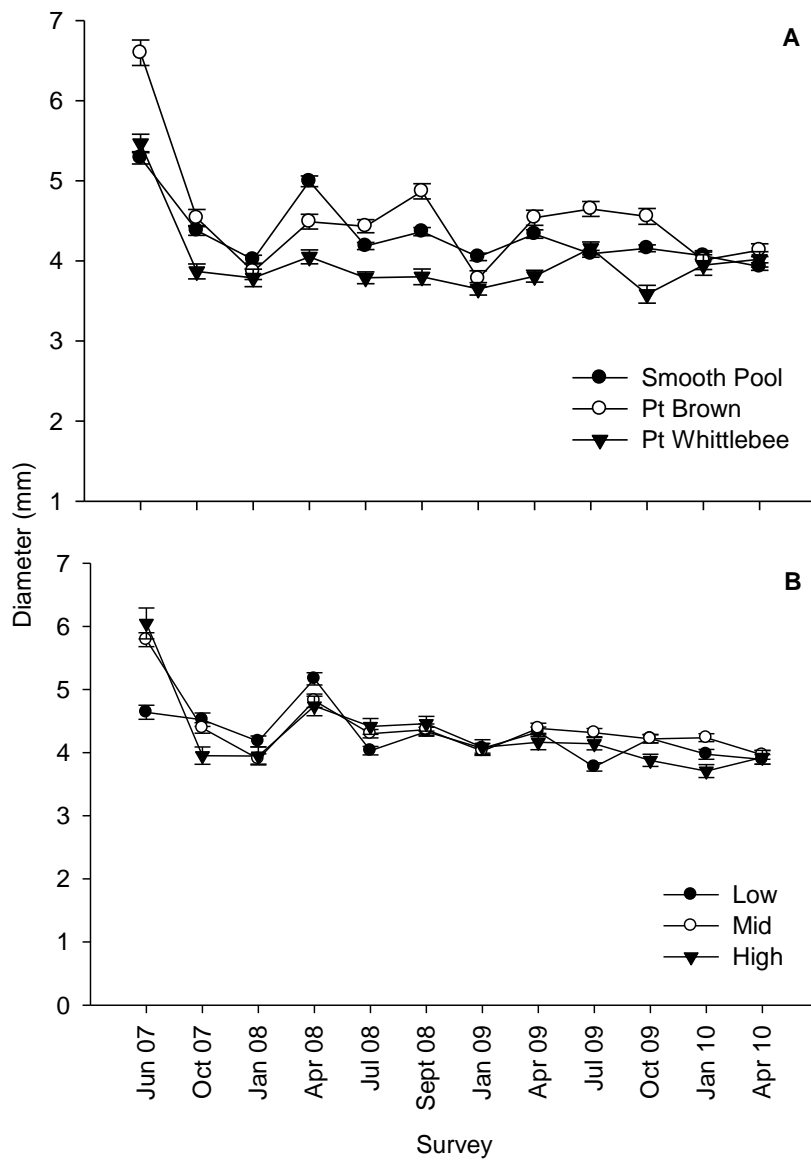 7
A
6
5
4
3
2
1
Smooth Pool
Pt Brown
Pt Whittlebee
Diameter (mm)
7
B
6
5
4
3
2
1
0
Low
Mid
High
Jun 07
Oct 07
Jan 08
Apr 08
Jul 08
Sept 08
Jan 09
Apr 09
Jul 09
Oct 09
Jan 10
Apr 10
Survey